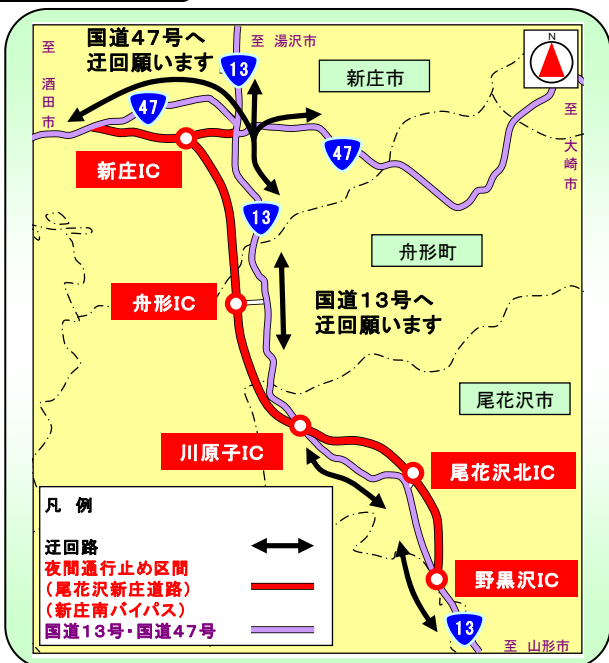 国道47号へ
迂回願います
至 湯沢市
N
至 酒田市
13
新庄市
47
至 大崎市
新庄IC
47
13
舟形町
舟形IC
国道13号へ
迂回願います
尾花沢市
川原子IC
尾花沢北IC
凡 例
迂回路
夜間通行止め区間
(尾花沢新庄道路)
(新庄南バイパス)
国道13号・国道47号
野黒沢IC
13
至 山形市